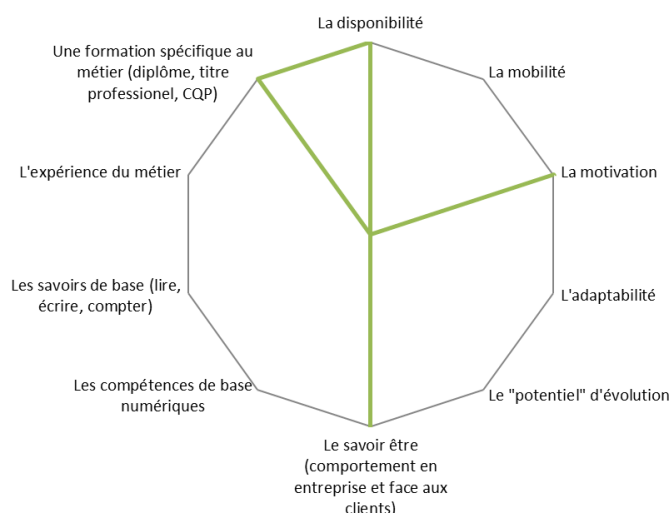 La disponibilité
La mobilité
La motivation
L'adaptabilité
Le "potentiel" d'évolution
Le savoir être
(comportement en
entreprise et face aux
clients)
Les compétences de base
numériques
Les savoirs de base (lire,
écrire, compter)
L'expérience du métier
Une formation spécifique au
métier (diplôme, titre
professionel, CQP)